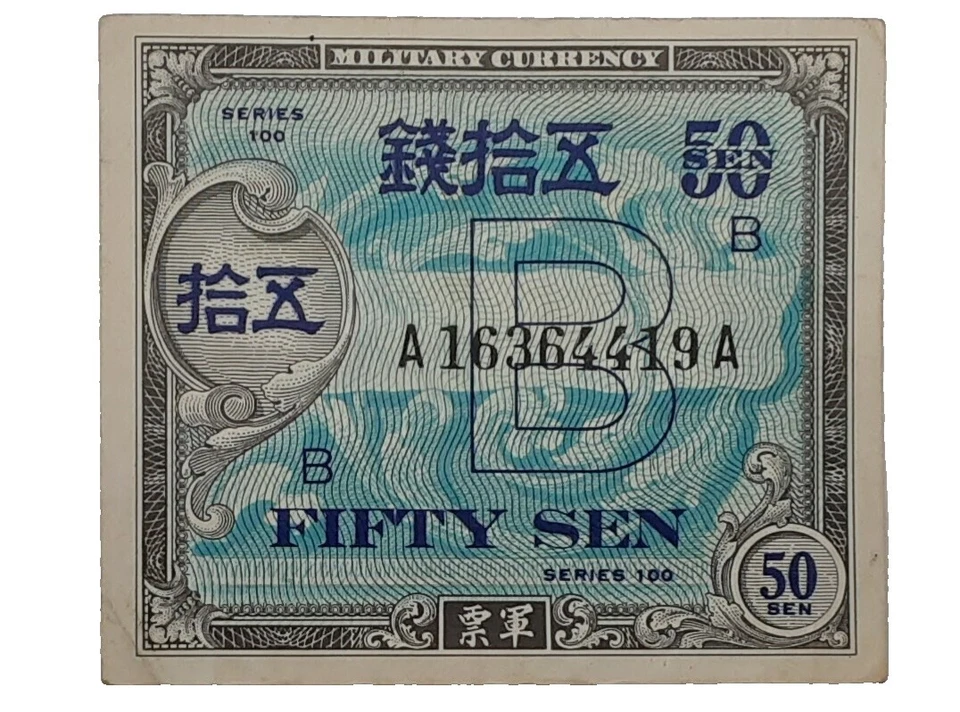 MILITARY CURRENCY
SERIES
100
錢拾五
50
SEN
B
拾五
B
A16364419A
B
FIFTY SEN
SERIES 100
50
SEN
票軍